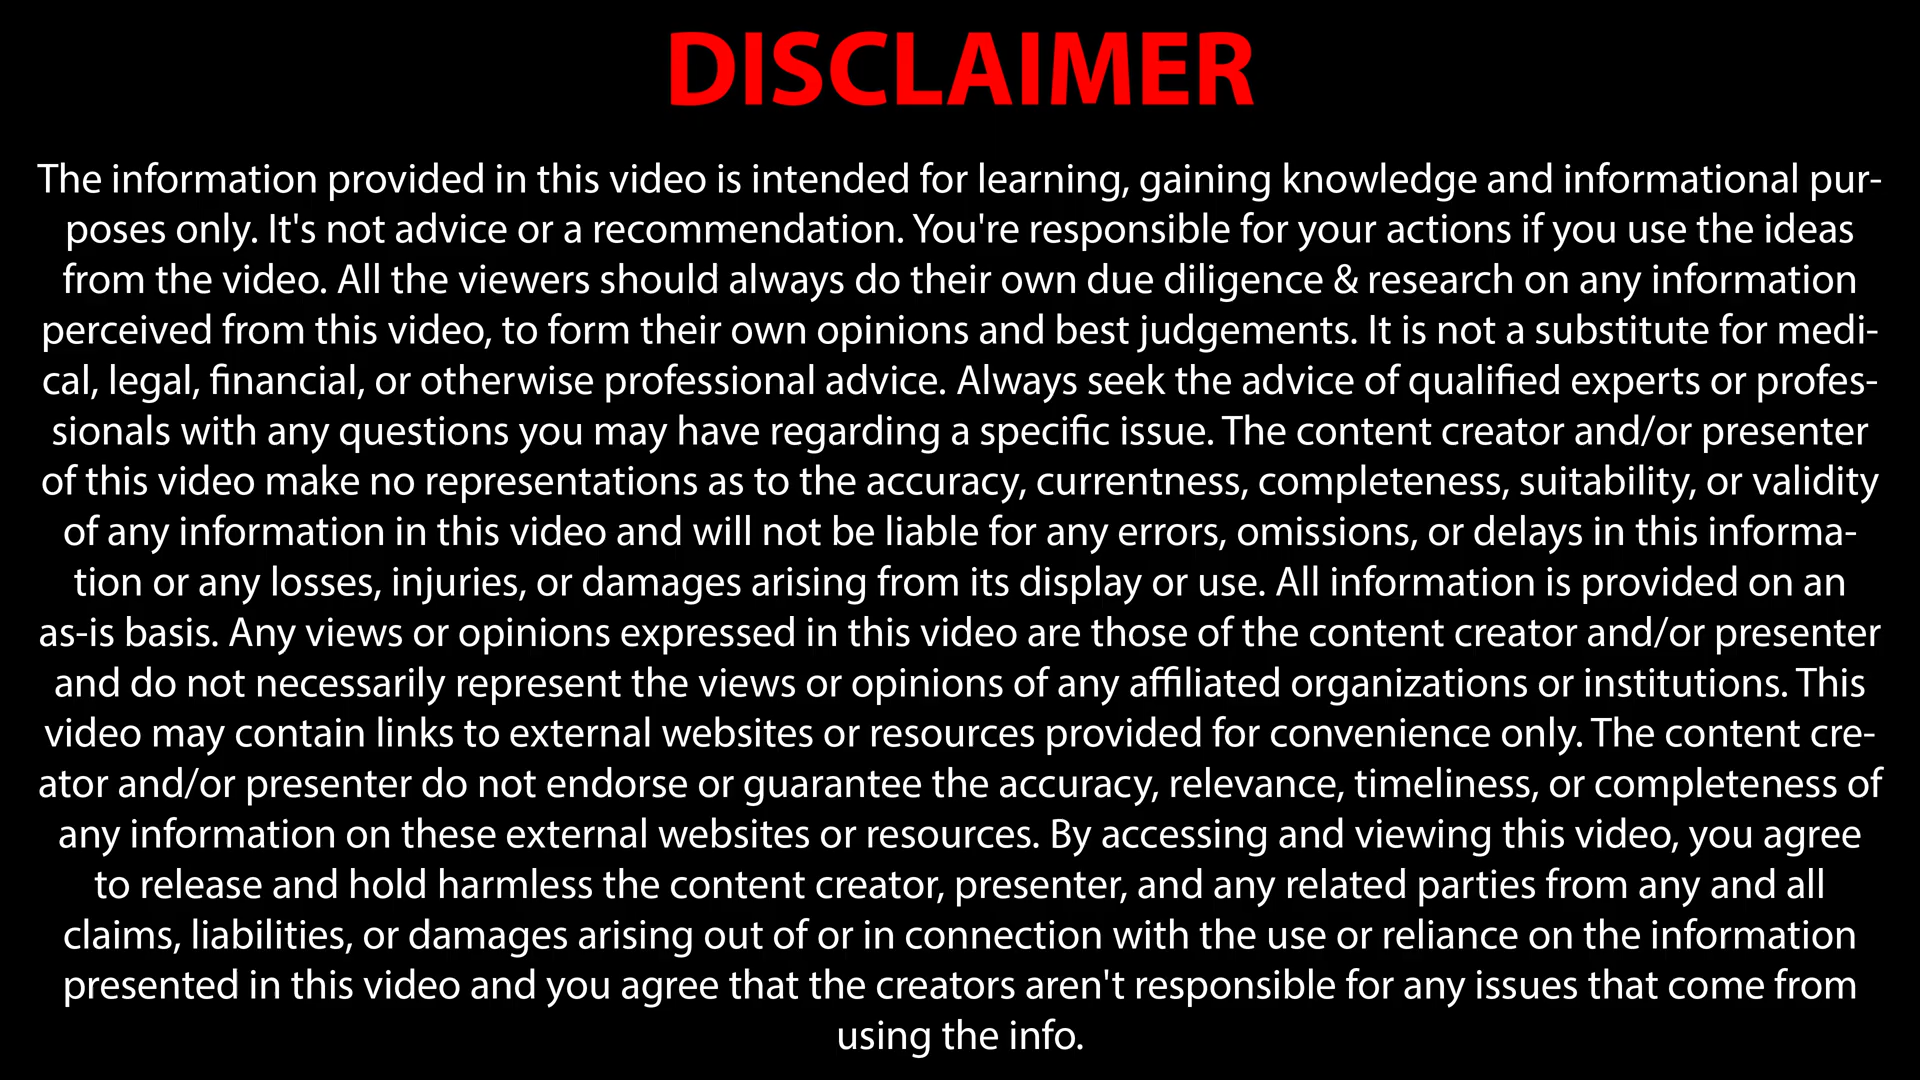 DISCLAIMER
The information provided in this video is intended for learning, gaining knowledge and informational pur-
poses only. It's not advice or a recommendation. You're responsible for your actions if you use the ideas
from the video. All the viewers should always do their own due diligence & research on any information
perceived from this video, to form their own opinions and best judgements. It is not a substitute for medi-
cal, legal, financial, or otherwise professional advice. Always seek the advice of qualified experts or profes-
sionals with any questions you may have regarding a specific issue. The content creator and/or presenter
of this video make no representations as to the accuracy, currentness, completeness, suitability, or validity
of any information in this video and will not be liable for any errors, omissions, or delays in this informa-
tion or any losses, injuries, or damages arising from its display or use. All information is provided on an
as-is basis. Any views or opinions expressed in this video are those of the content creator and/or presenter
and do not necessarily represent the views or opinions of any affiliated organizations or institutions. This
video may contain links to external websites or resources provided for convenience only. The content cre-
ator and/or presenter do not endorse or guarantee the accuracy, relevance, timeliness, or completeness of
any information on these external websites or resources. By accessing and viewing this video, you agree
to release and hold harmless the content creator, presenter, and any related parties from any and all
claims, liabilities, or damages arising out of or in connection with the use or reliance on the information
presented in this video and you agree that the creators aren't responsible for any issues that come from
using the info.